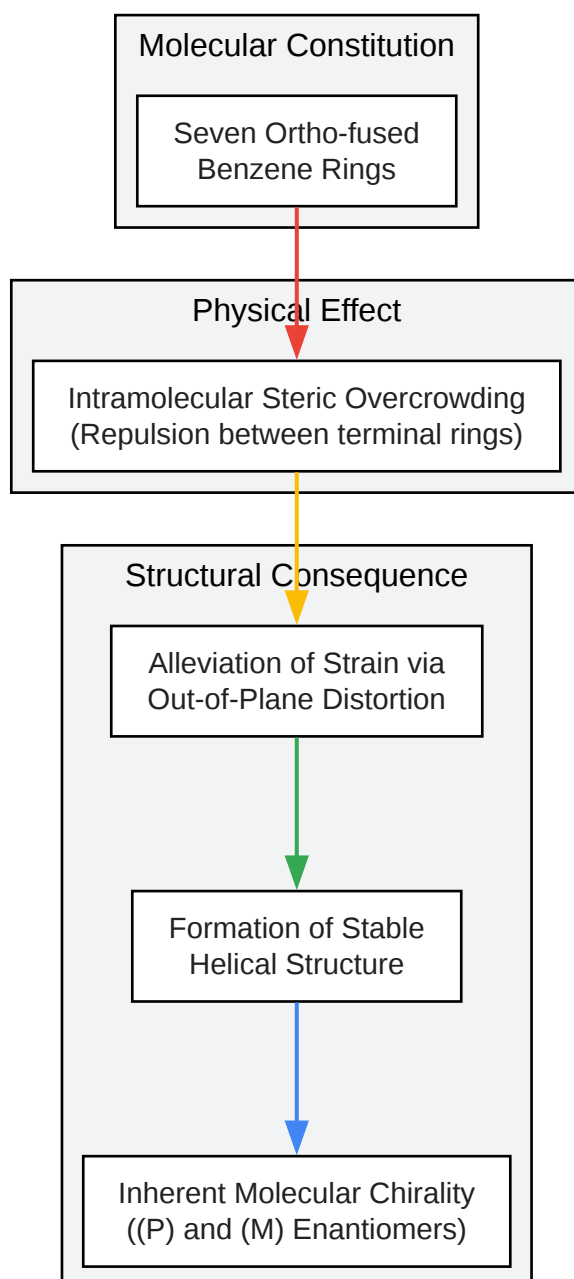 Molecular Constitution
Seven Ortho-fused
Benzene Rings
Physical Effect
Intramolecular Steric Overcrowding
(Repulsion between terminal rings)
Structural Consequence
Alleviation of Strain via
Out-of-Plane Distortion
Formation of Stable
Helical Structure
Inherent Molecular Chirality
((P) and (M) Enantiomers)